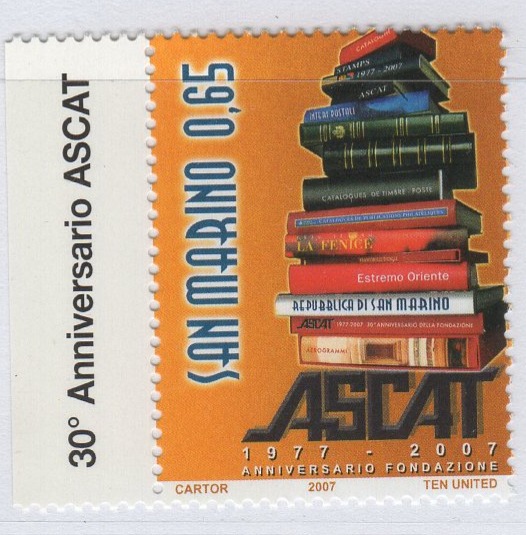 30° Anniversario ASCAT
SAN MARINO 0,65
STAMPS
1977 - 2007
ASCAT
INTERI POSTALI
CATALOQUES DE TIMBRE POSTE
LA FENICE
Estremo Oriente
REPUBBLICA DI SAN MARINO
ASCAT 1977-2007 30° ANNIVERSARIO DELLA FONDAZIONE
AEROGRAMMI
ASCAT
1977 - 2007
ANNIVERSARIO FONDAZIONE
CARTOR 2007 TEN UNITED